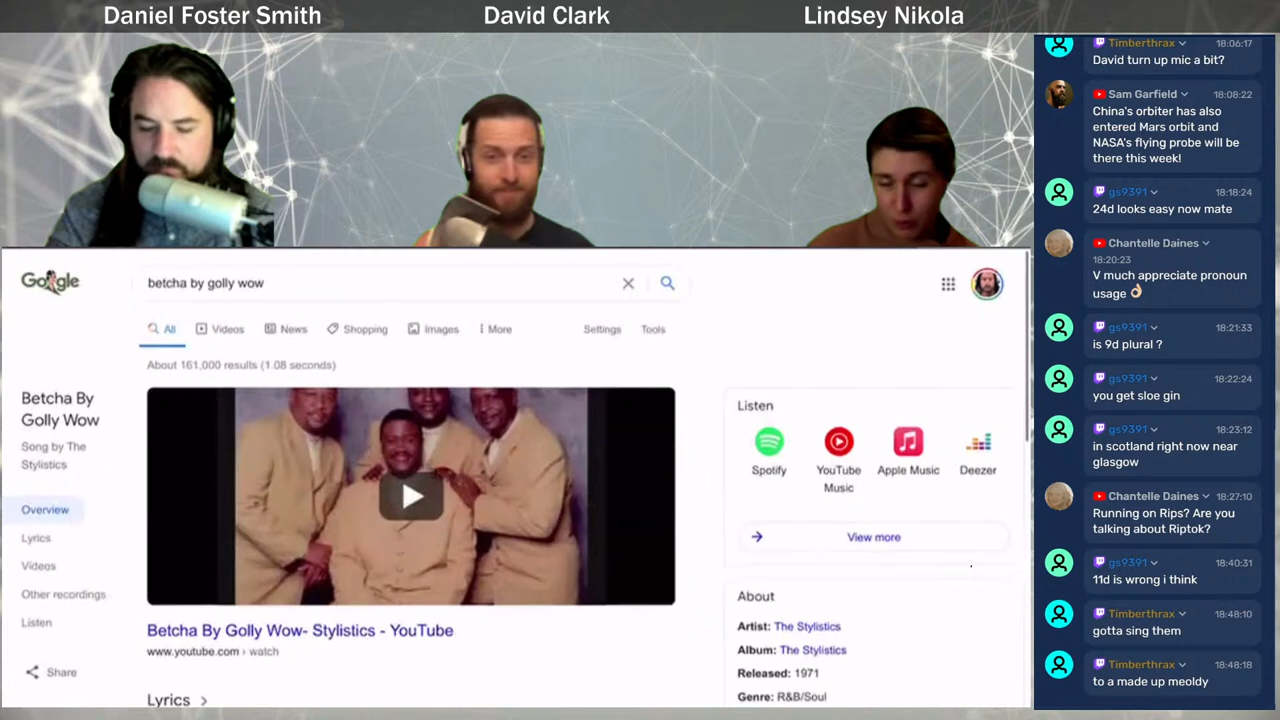 Daniel Foster Smith
David Clark
Lindsey Nikola
Google
betcha by golly wow
All
Videos
News
Shopping
Images
More
Settings
Tools
About 161,000 results (1.08 seconds)
Betcha By
Golly Wow
Song by The
Stylistics
Overview
Lyrics
Videos
Other recordings
Listen
Share
Betcha By Golly Wow- Stylistics - YouTube
www.youtube.com › watch
Lyrics
Listen
Spotify
YouTube
Music
Apple Music
Deezer
View more
About
Artist: The Stylistics
Album: The Stylistics
Released: 1971
Genre: R&B/Soul
Timberthrax 18:06:17
David turn up mic a bit?
Sam Garfield 18:08:22
China's orbiter has also
entered Mars orbit and
NASA's flying probe will be
there this week!
gs9391 18:18:24
24d looks easy now mate
Chantelle Daines
18:20:23
V much appreciate pronoun
usage 👌🏼
gs9391 18:21:33
is 9d plural ?
gs9391 18:22:24
you get sloe gin
gs9391 18:23:12
in scotland right now near
glasgow
Chantelle Daines 18:27:10
Running on Rips? Are you
talking about Riptok?
gs9391 18:40:31
11d is wrong i think
Timberthrax 18:48:10
gotta sing them
Timberthrax 18:48:18
to a made up meoldy